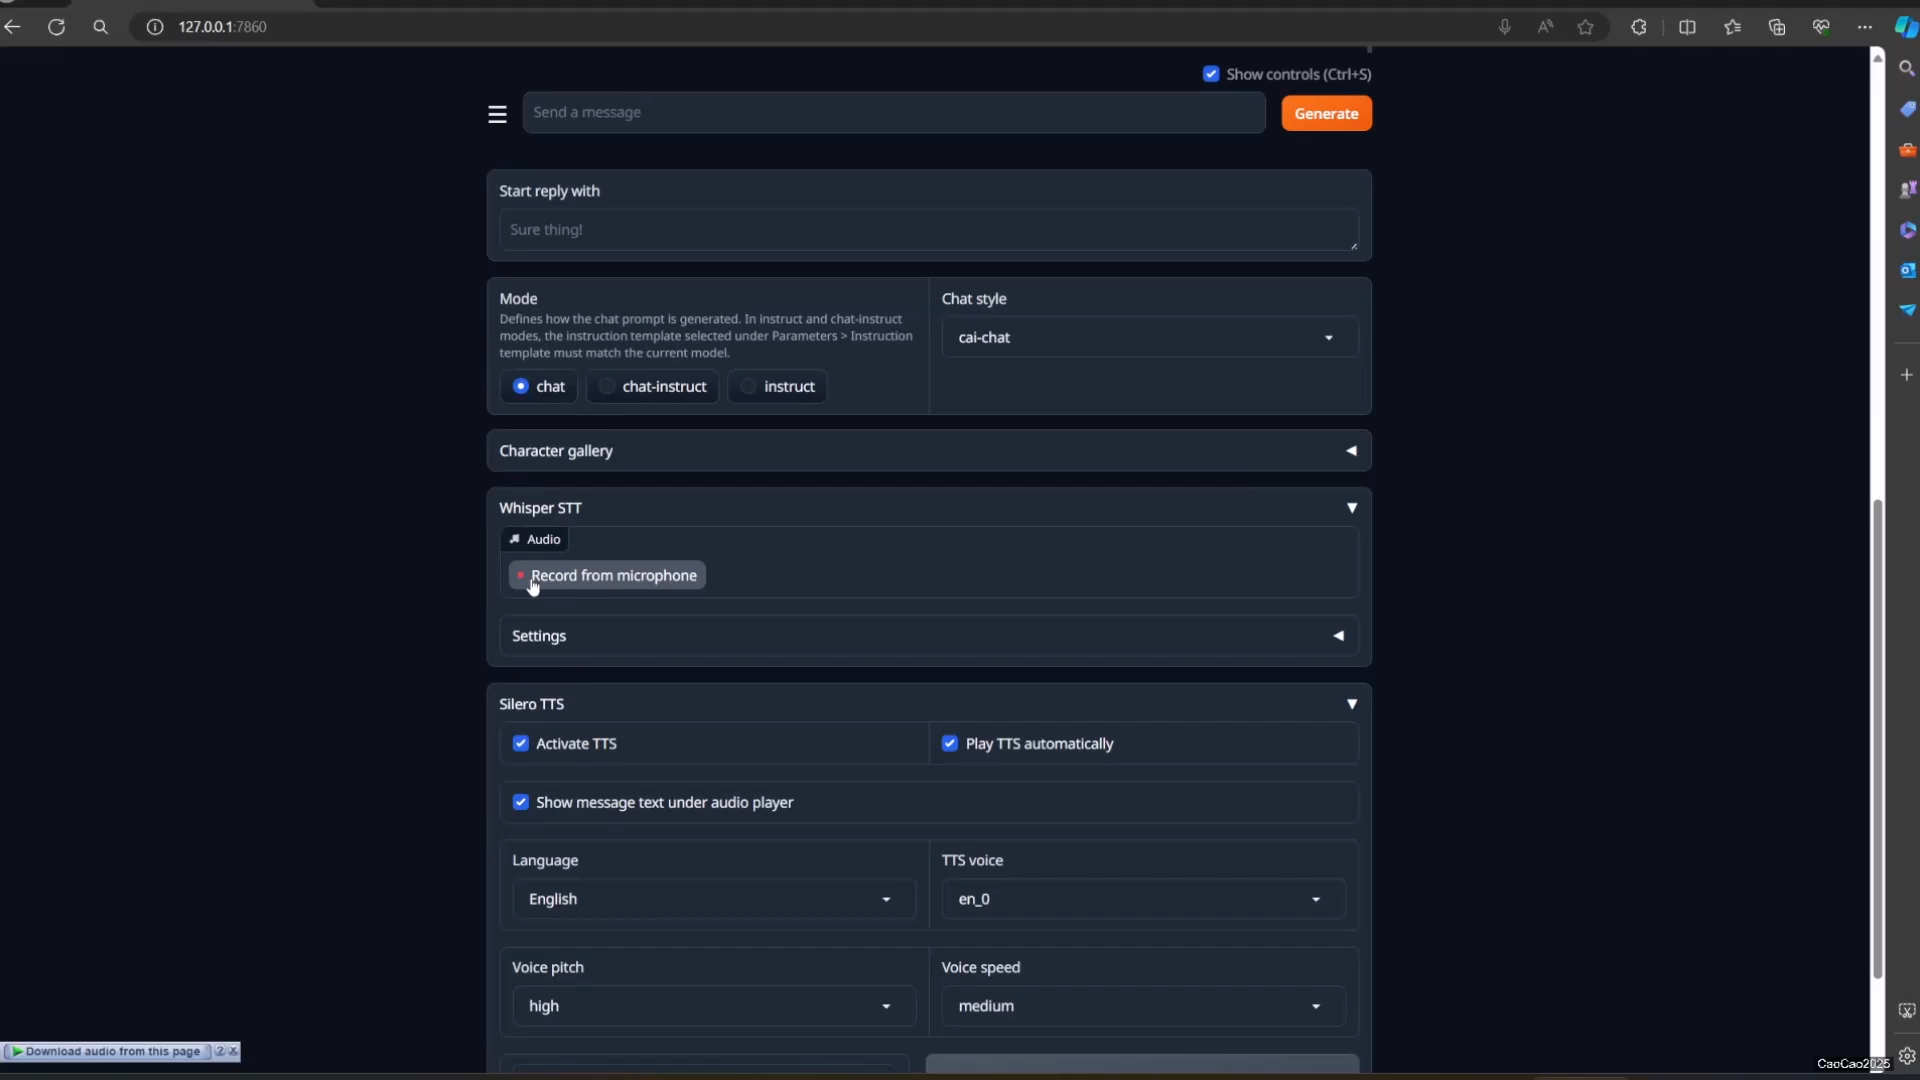 127.0.0.1:7860
Show controls (Ctrl+S)
Send a message
Generate
Start reply with
Sure thing!
Mode
Defines how the chat prompt is generated. In instruct and chat-instruct
modes, the instruction template selected under Parameters > Instruction
template must match the current model.
chat
chat-instruct
instruct
Chat style
cai-chat
Character gallery
Whisper STT
Audio
Record from microphone
Settings
Silero TTS
Activate TTS
Play TTS automatically
Show message text under audio player
Language
English
TTS voice
en_0
Voice pitch
high
Voice speed
medium
Download audio from this page
CaoCao2025